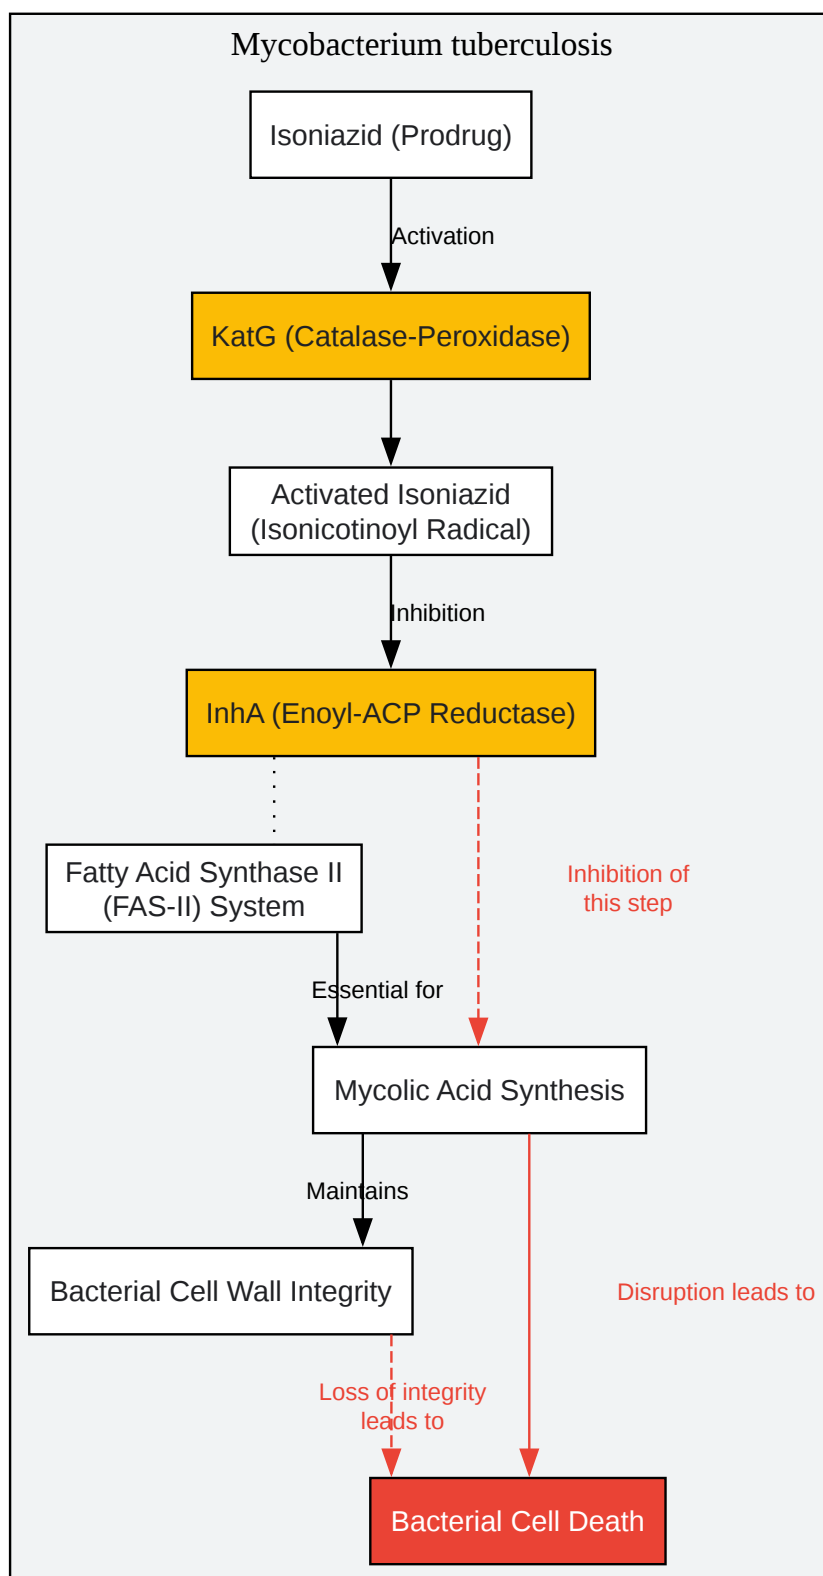 Mycobacterium tuberculosis
Isoniazid (Prodrug)
Activation
KatG (Catalase-Peroxidase)
Activated Isoniazid
(Isonicotinoyl Radical)
Inhibition
InhA (Enoyl-ACP Reductase)
Fatty Acid Synthase II
(FAS-II) System
Inhibition of
this step
Essential for
Mycolic Acid Synthesis
Maintains
Bacterial Cell Wall Integrity
Disruption leads to
Loss of integrity
leads to
Bacterial Cell Death